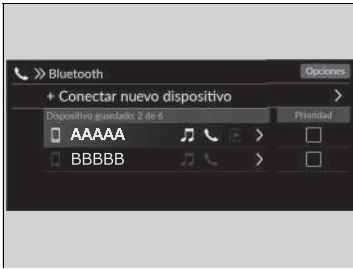 Bluetooth
Opciones
+ Conectar nuevo dispositivo
Dispositivo guardado: 2 de 6
Prioridad
AAAAA
BBBBB